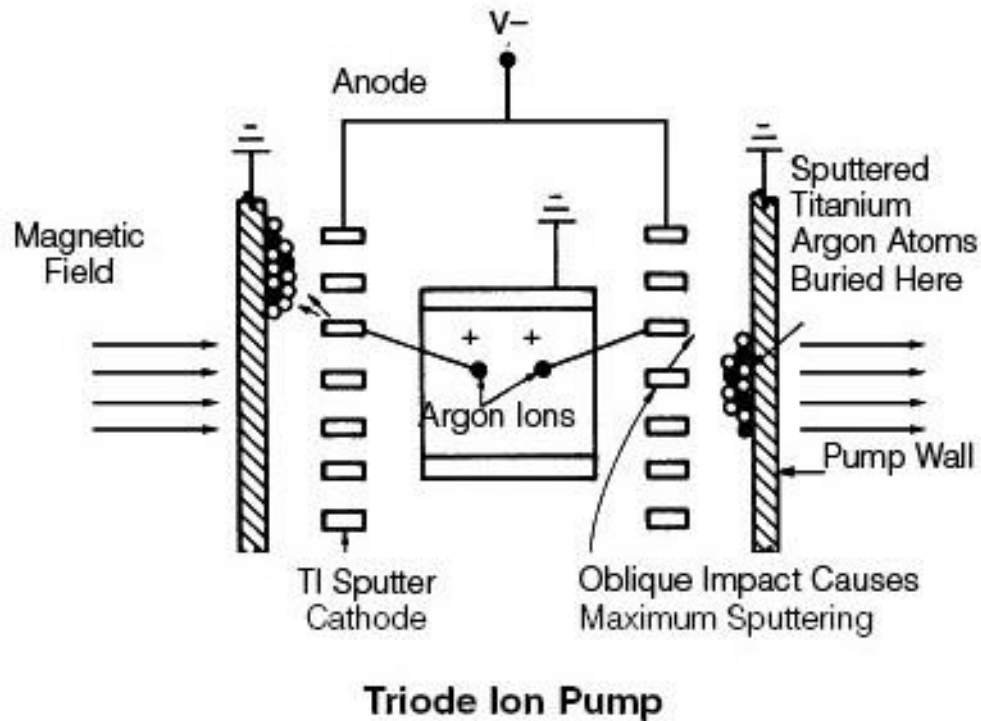 V–
Anode
Magnetic
Field
Sputtered
Titanium
Argon Atoms
Buried Here
+ +
Argon Ions
Pump Wall
TI Sputter
Cathode
Oblique Impact Causes
Maximum Sputtering
Triode Ion Pump